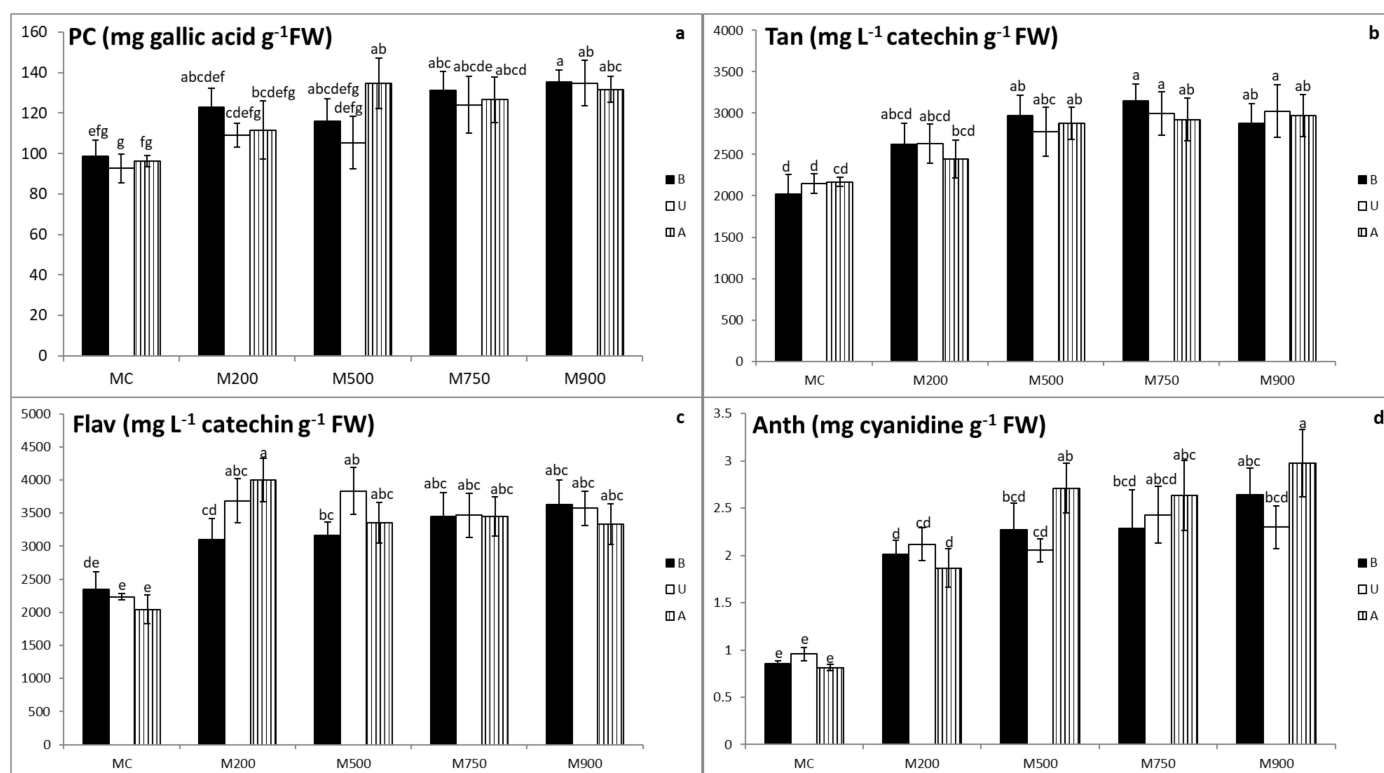 PC (mg gallic acid g⁻¹FW)
a
160
140
120
100
80
60
40
20
0
efg g fg
abcdef cdefg bcdefg
abcdefg defg ab
abc abcde abcd
a ab abc
MC M200 M500 M750 M900
B
U
A
Tan (mg L⁻¹ catechin g⁻¹ FW)
b
4000
3500
3000
2500
2000
1500
1000
500
0
d d cd
abcd abcd bcd
ab abc ab
a a ab
ab a ab
MC M200 M500 M750 M900
B
U
A
Flav (mg L⁻¹ catechin g⁻¹ FW)
c
5000
4500
4000
3500
3000
2500
2000
1500
1000
500
0
de e e
cd abc a
bc ab abc
abc abc abc
abc abc abc
MC M200 M500 M750 M900
B
U
A
Anth (mg cyanidine g⁻¹ FW)
d
3.5
3
2.5
2
1.5
1
0.5
0
e e e
d cd d
bcd cd ab
bcd abcd abc
abc bcd a
MC M200 M500 M750 M900
B
U
A